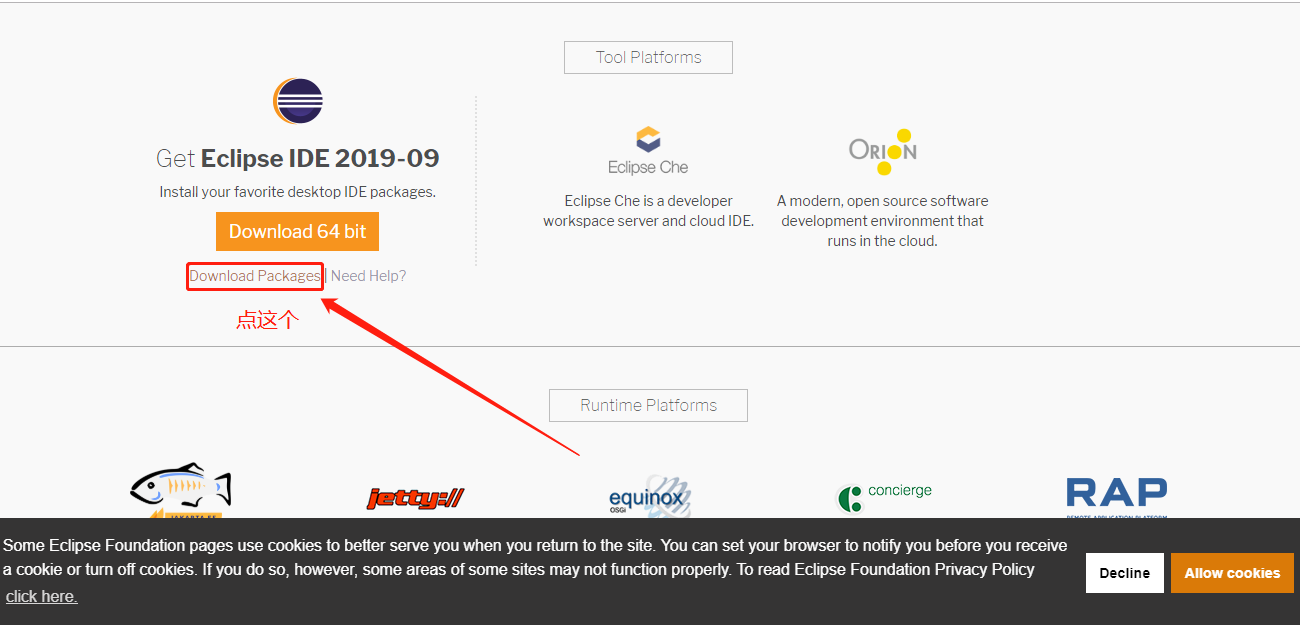 Tool Platforms
Get Eclipse IDE 2019-09
Install your favorite desktop IDE packages.
Download 64 bit
Download Packages | Need Help?
点这个
Eclipse Che
Eclipse Che is a developer
workspace server and cloud IDE.
ORION
A modern, open source software
development environment that
runs in the cloud.
Runtime Platforms
JAKARTA EE
jetty://
equinox
OSGi
concierge
RAP
REMOTE APPLICATION PLATFORM
Some Eclipse Foundation pages use cookies to better serve you when you return to the site. You can set your browser to notify you before you receive
a cookie or turn off cookies. If you do so, however, some areas of some sites may not function properly. To read Eclipse Foundation Privacy Policy
click here.
Decline
Allow cookies